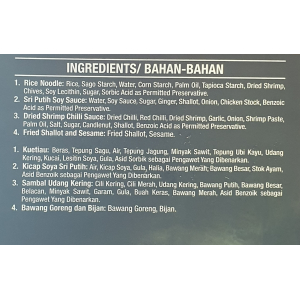 INGREDIENTS/ BAHAN-BAHAN
1. Rice Noodle: Rice, Sago Starch, Water, Corn Starch, Palm Oil, Tapioca Starch, Dried Shrimp,
Chives, Soy Lecithin, Sugar, Sorbic Acid as Permitted Preservative.
2. Sri Putih Soy Sauce: Water, Soy Sauce, Sugar, Ginger, Shallot, Onion, Chicken Stock, Benzoic
Acid as Permitted Preservative.
3. Dried Shrimp Chilli Sauce: Dried Chilli, Red Chilli, Dried Shrimp, Garlic, Onion, Shrimp Paste,
Palm Oil, Salt, Sugar, Candlenut, Shallot, Benzoic Acid as Permitted Preservative.
4. Fried Shallot and Sesame: Fried Shallot, Sesame.
1. Kuetiau: Beras, Tepung Sagu, Air, Tepung Jagung, Minyak Sawit, Tepung Ubi Kayu, Udang
Kering, Kucai, Lesitin Soya, Gula, Asid Sorbik sebagai Pengawet Yang Dibenarkan.
2. Kicap Soya Sri Putih: Air, Kicap Soya, Gula, Halia, Bawang Merah, Bawang Besar, Stok Ayam,
Asid Benzoik sebagai Pengawet Yang Dibenarkan.
3. Sambal Udang Kering: Cili Kering, Cili Merah, Udang Kering, Bawang Putih, Bawang Besar,
Belacan, Minyak Sawit, Garam, Gula, Buah Keras, Bawang Merah, Asid Benzoik sebagai
Pengawet Yang Dibenarkan.
4. Bawang Goreng dan Bijan: Bawang Goreng, Bijan.